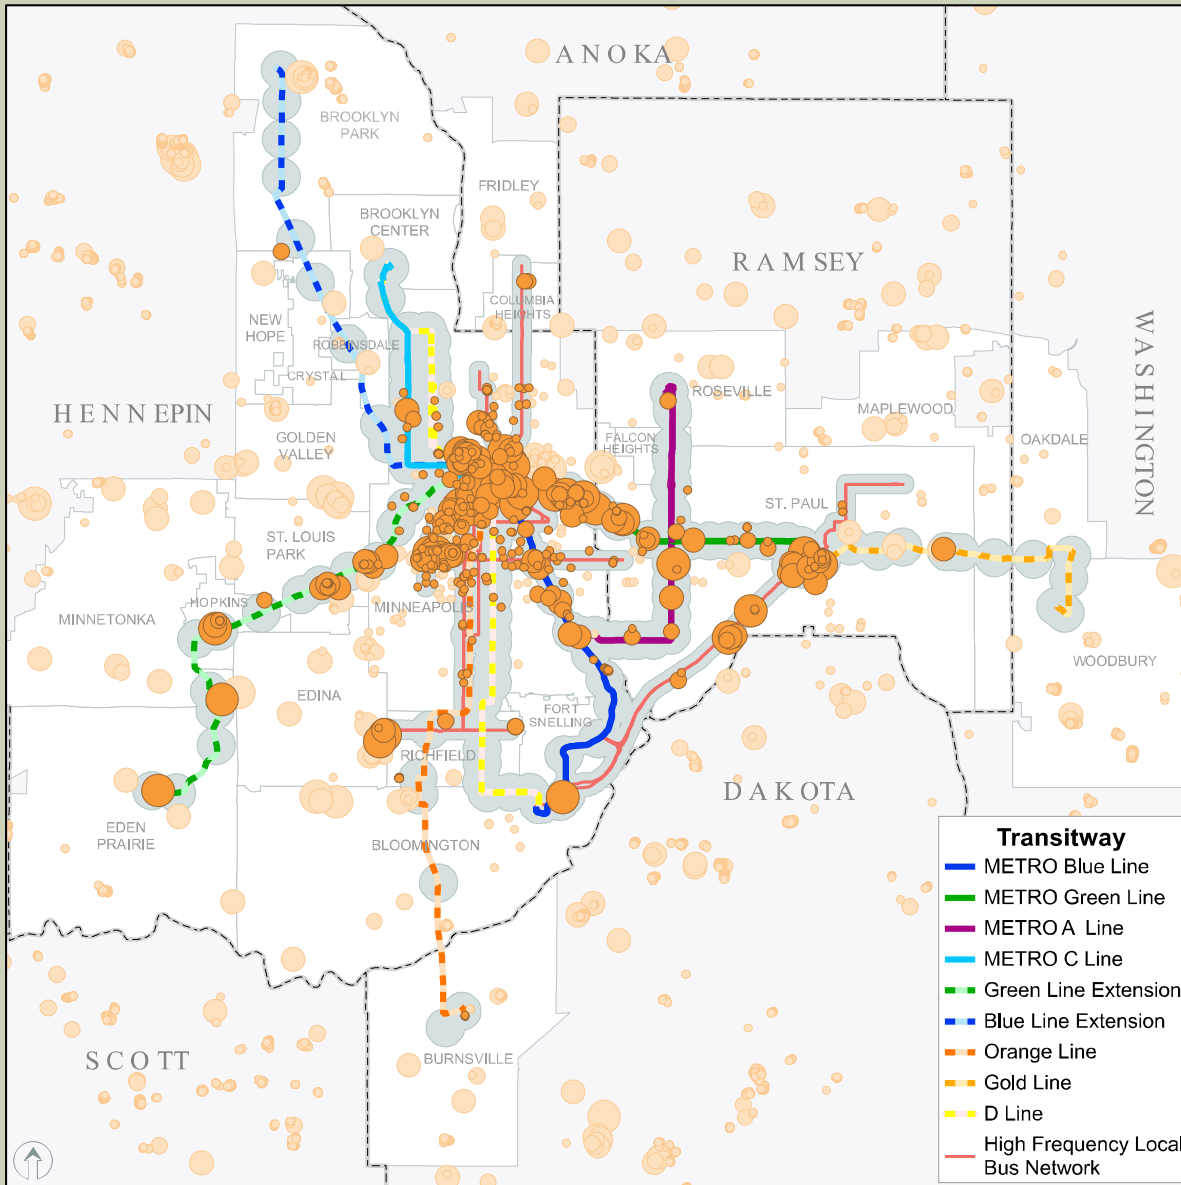 ANOKA
BROOKLYN
PARK
FRIDLEY
BROOKLYN
CENTER
RAMSEY
COLUMBIA
HEIGHTS
NEW
HOPE
ROBBINSDALE
CRYSTAL
WASHINGTON
ROSEVILLE
MAPLEWOOD
HENNEPIN
GOLDEN
VALLEY
FALCON
HEIGHTS
OAKDALE
ST. PAUL
ST. LOUIS
PARK
HOPKINS
MINNEAPOLIS
MINNETONKA
EDINA
WOODBURY
FORT
SNELLING
RICHFIELD
DAKOTA
EDEN
PRAIRIE
BLOOMINGTON
SCOTT
BURNSVILLE
Transitway
METRO Blue Line
METRO Green Line
METRO A Line
METRO C Line
Green Line Extension
Blue Line Extension
Orange Line
Gold Line
D Line
High Frequency Local
Bus Network